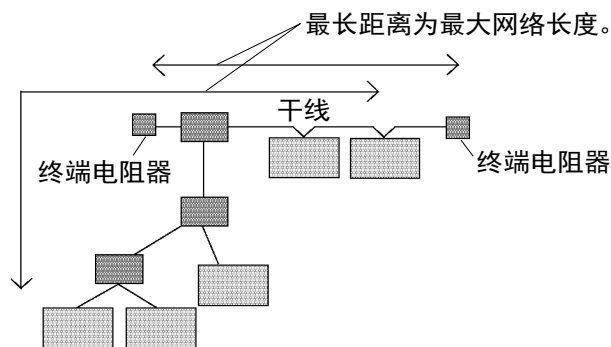 最长距离为最大网络长度。
干线
终端电阻器
终端电阻器